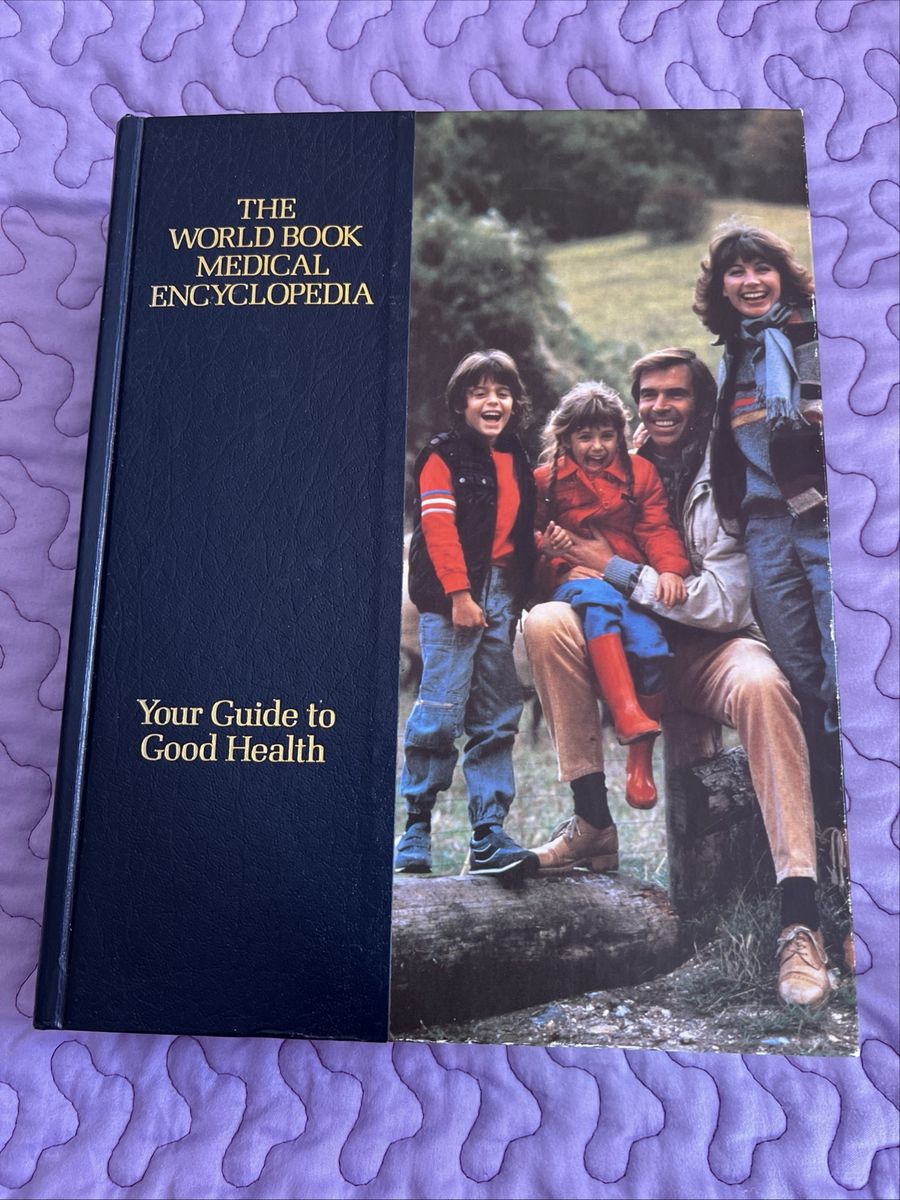 THE
WORLD BOOK
MEDICAL
ENCYCLOPEDIA
Your Guide to
Good Health